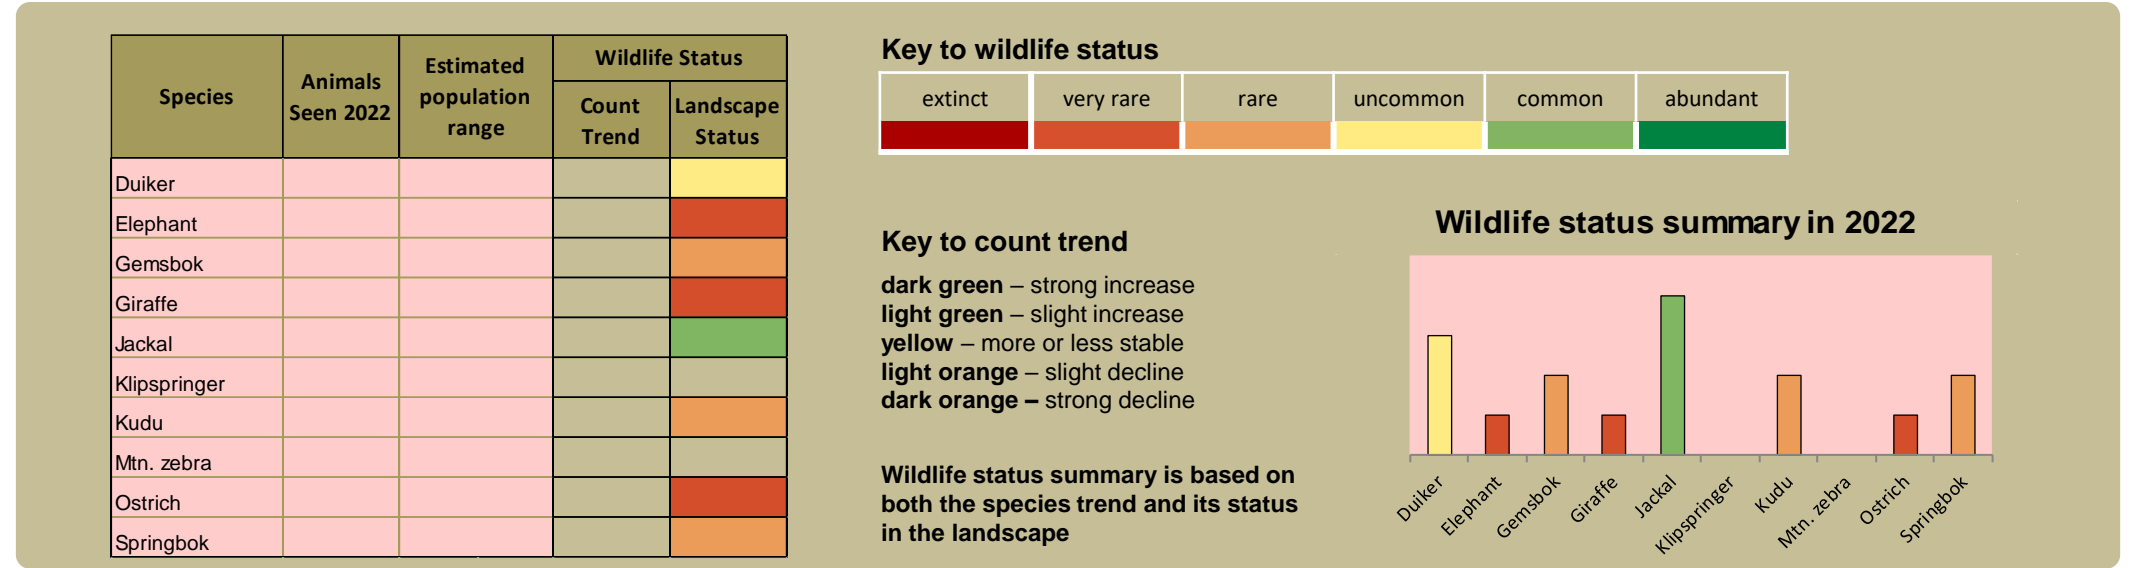 Species
Animals
Seen 2022
Estimated
population
range
Wildlife Status
Count
Trend
Landscape
Status
Duiker
Elephant
Gemsbok
Giraffe
Jackal
Klipspringer
Kudu
Mtn. zebra
Ostrich
Springbok
Key to wildlife status
extinct very rare rare uncommon common abundant
Key to count trend
dark green – strong increase
light green – slight increase
yellow – more or less stable
light orange – slight decline
dark orange – strong decline
Wildlife status summary is based on
both the species trend and its status
in the landscape
Wildlife status summary in 2022
Duiker
Elephant
Gemsbok
Giraffe
Jackal
Klipspringer
Kudu
Mtn. zebra
Ostrich
Springbok